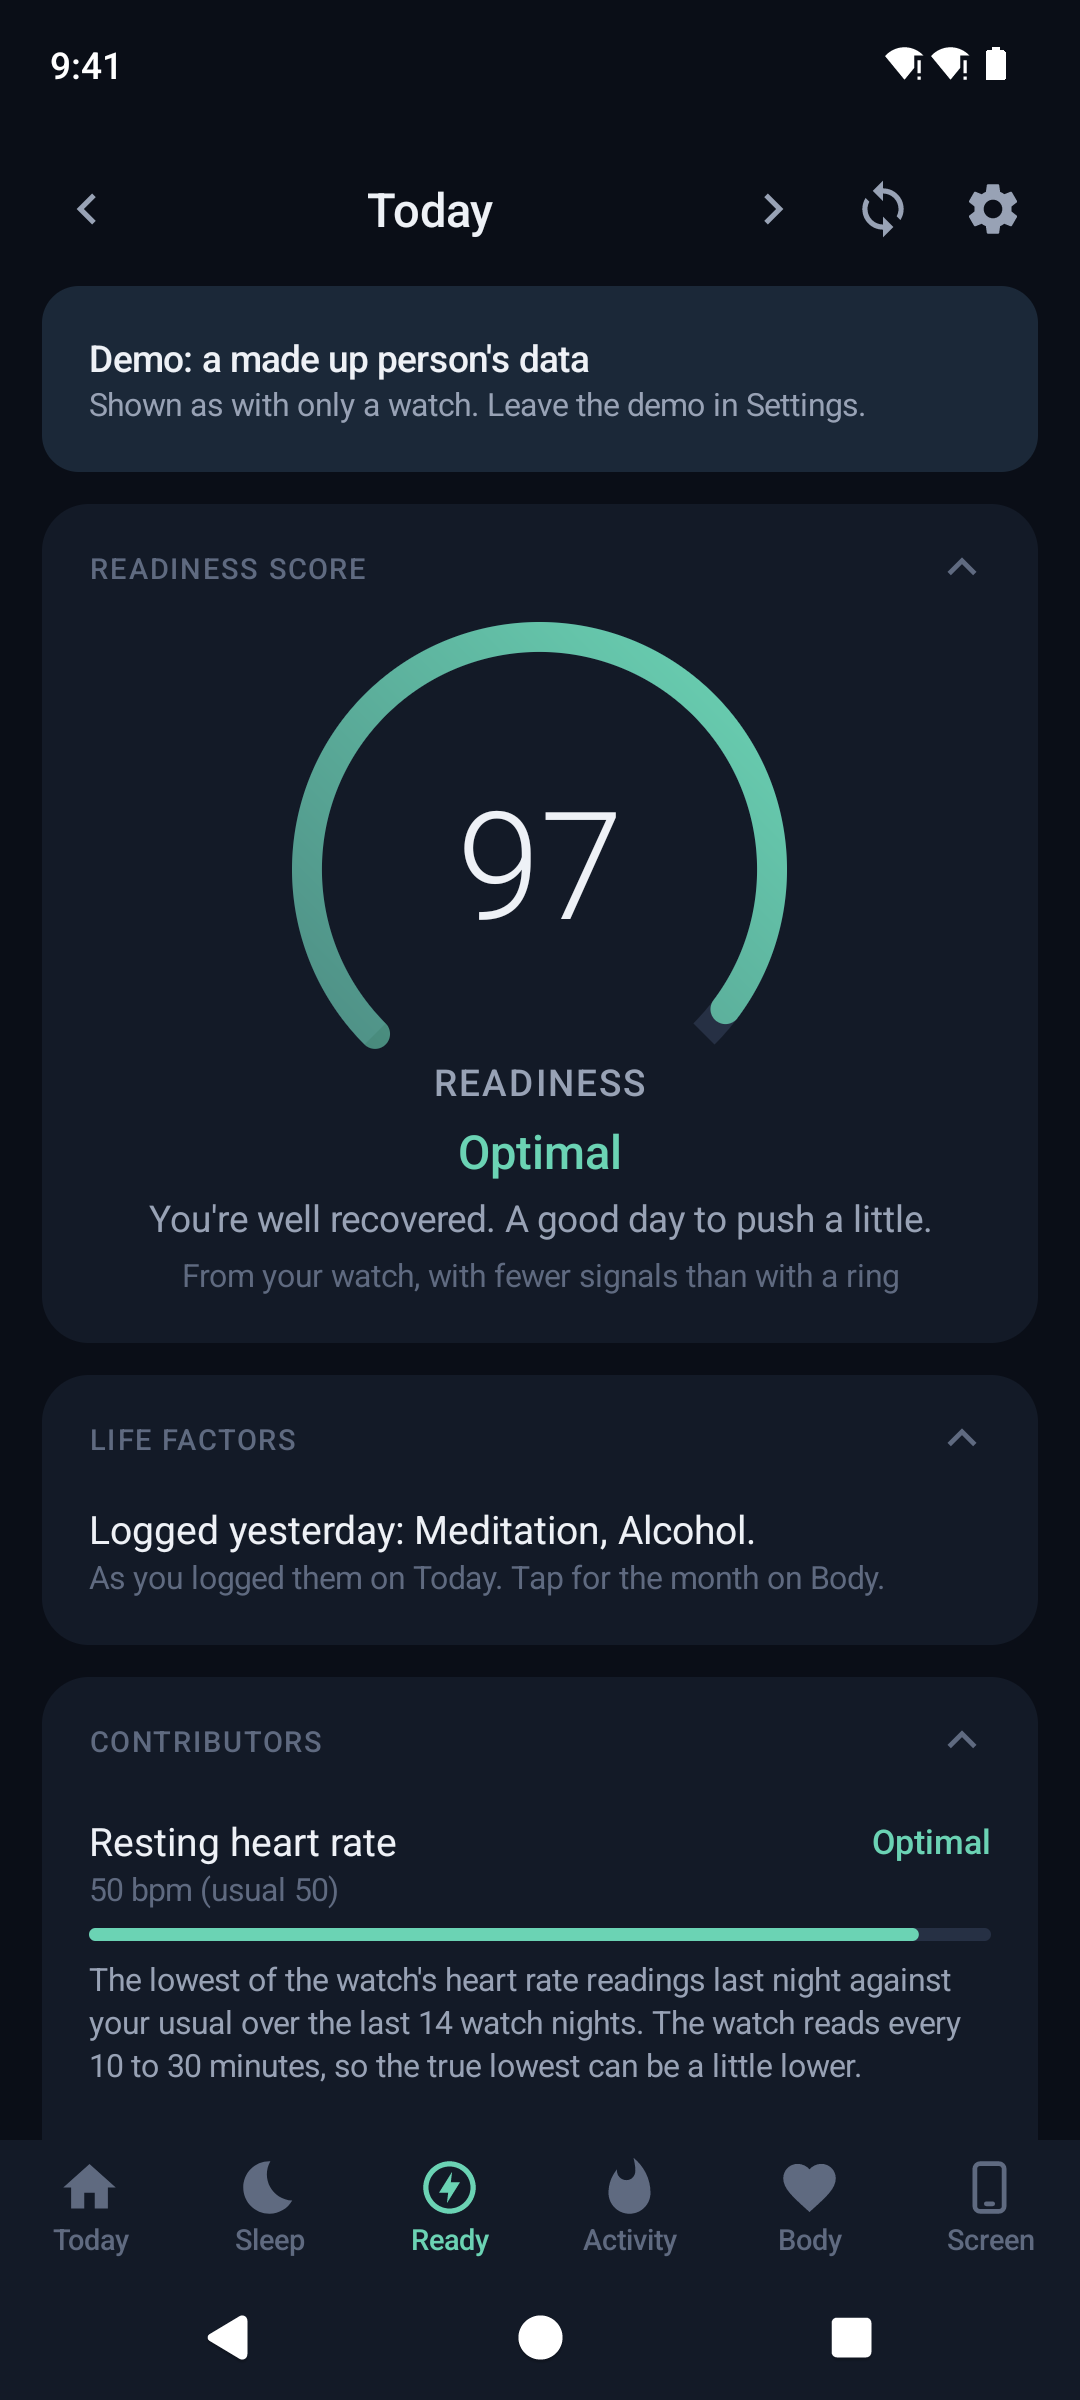 9:41
Today
Demo: a made up person's data
Shown as with only a watch. Leave the demo in Settings.
READINESS SCORE
97
READINESS
Optimal
You're well recovered. A good day to push a little.
From your watch, with fewer signals than with a ring
LIFE FACTORS
Logged yesterday: Meditation, Alcohol.
As you logged them on Today. Tap for the month on Body.
CONTRIBUTORS
Resting heart rate
Optimal
50 bpm (usual 50)
The lowest of the watch's heart rate readings last night against
your usual over the last 14 watch nights. The watch reads every
10 to 30 minutes, so the true lowest can be a little lower.
Today
Sleep
Ready
Activity
Body
Screen